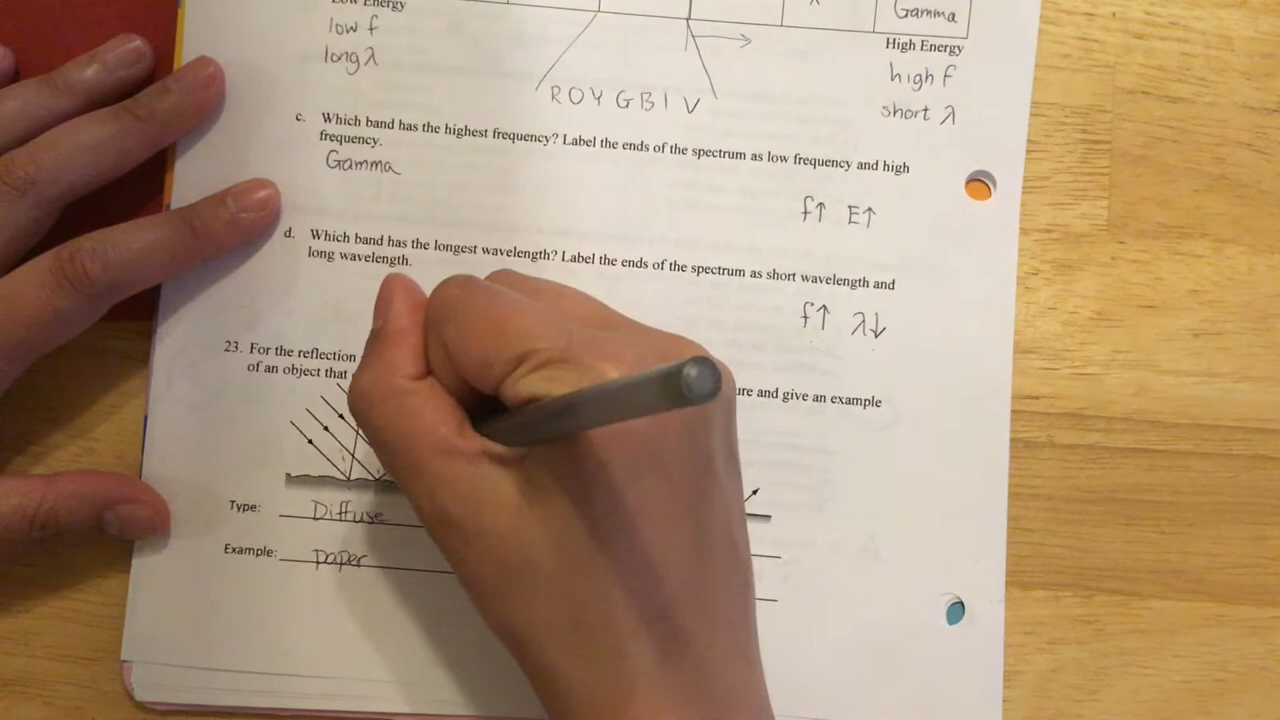 Low Energy
λ
Gamma
low f
High Energy
long λ
high f
R O Y G B I V
short λ
c. Which band has the highest frequency? Label the ends of the spectrum as low frequency and high
frequency.
Gamma
f↑ E↑
d. Which band has the longest wavelength? Label the ends of the spectrum as short wavelength and
long wavelength.
f↑ λ↓
23. For the reflection
and give an example
of an object that
Type: Diffuse
Example: paper